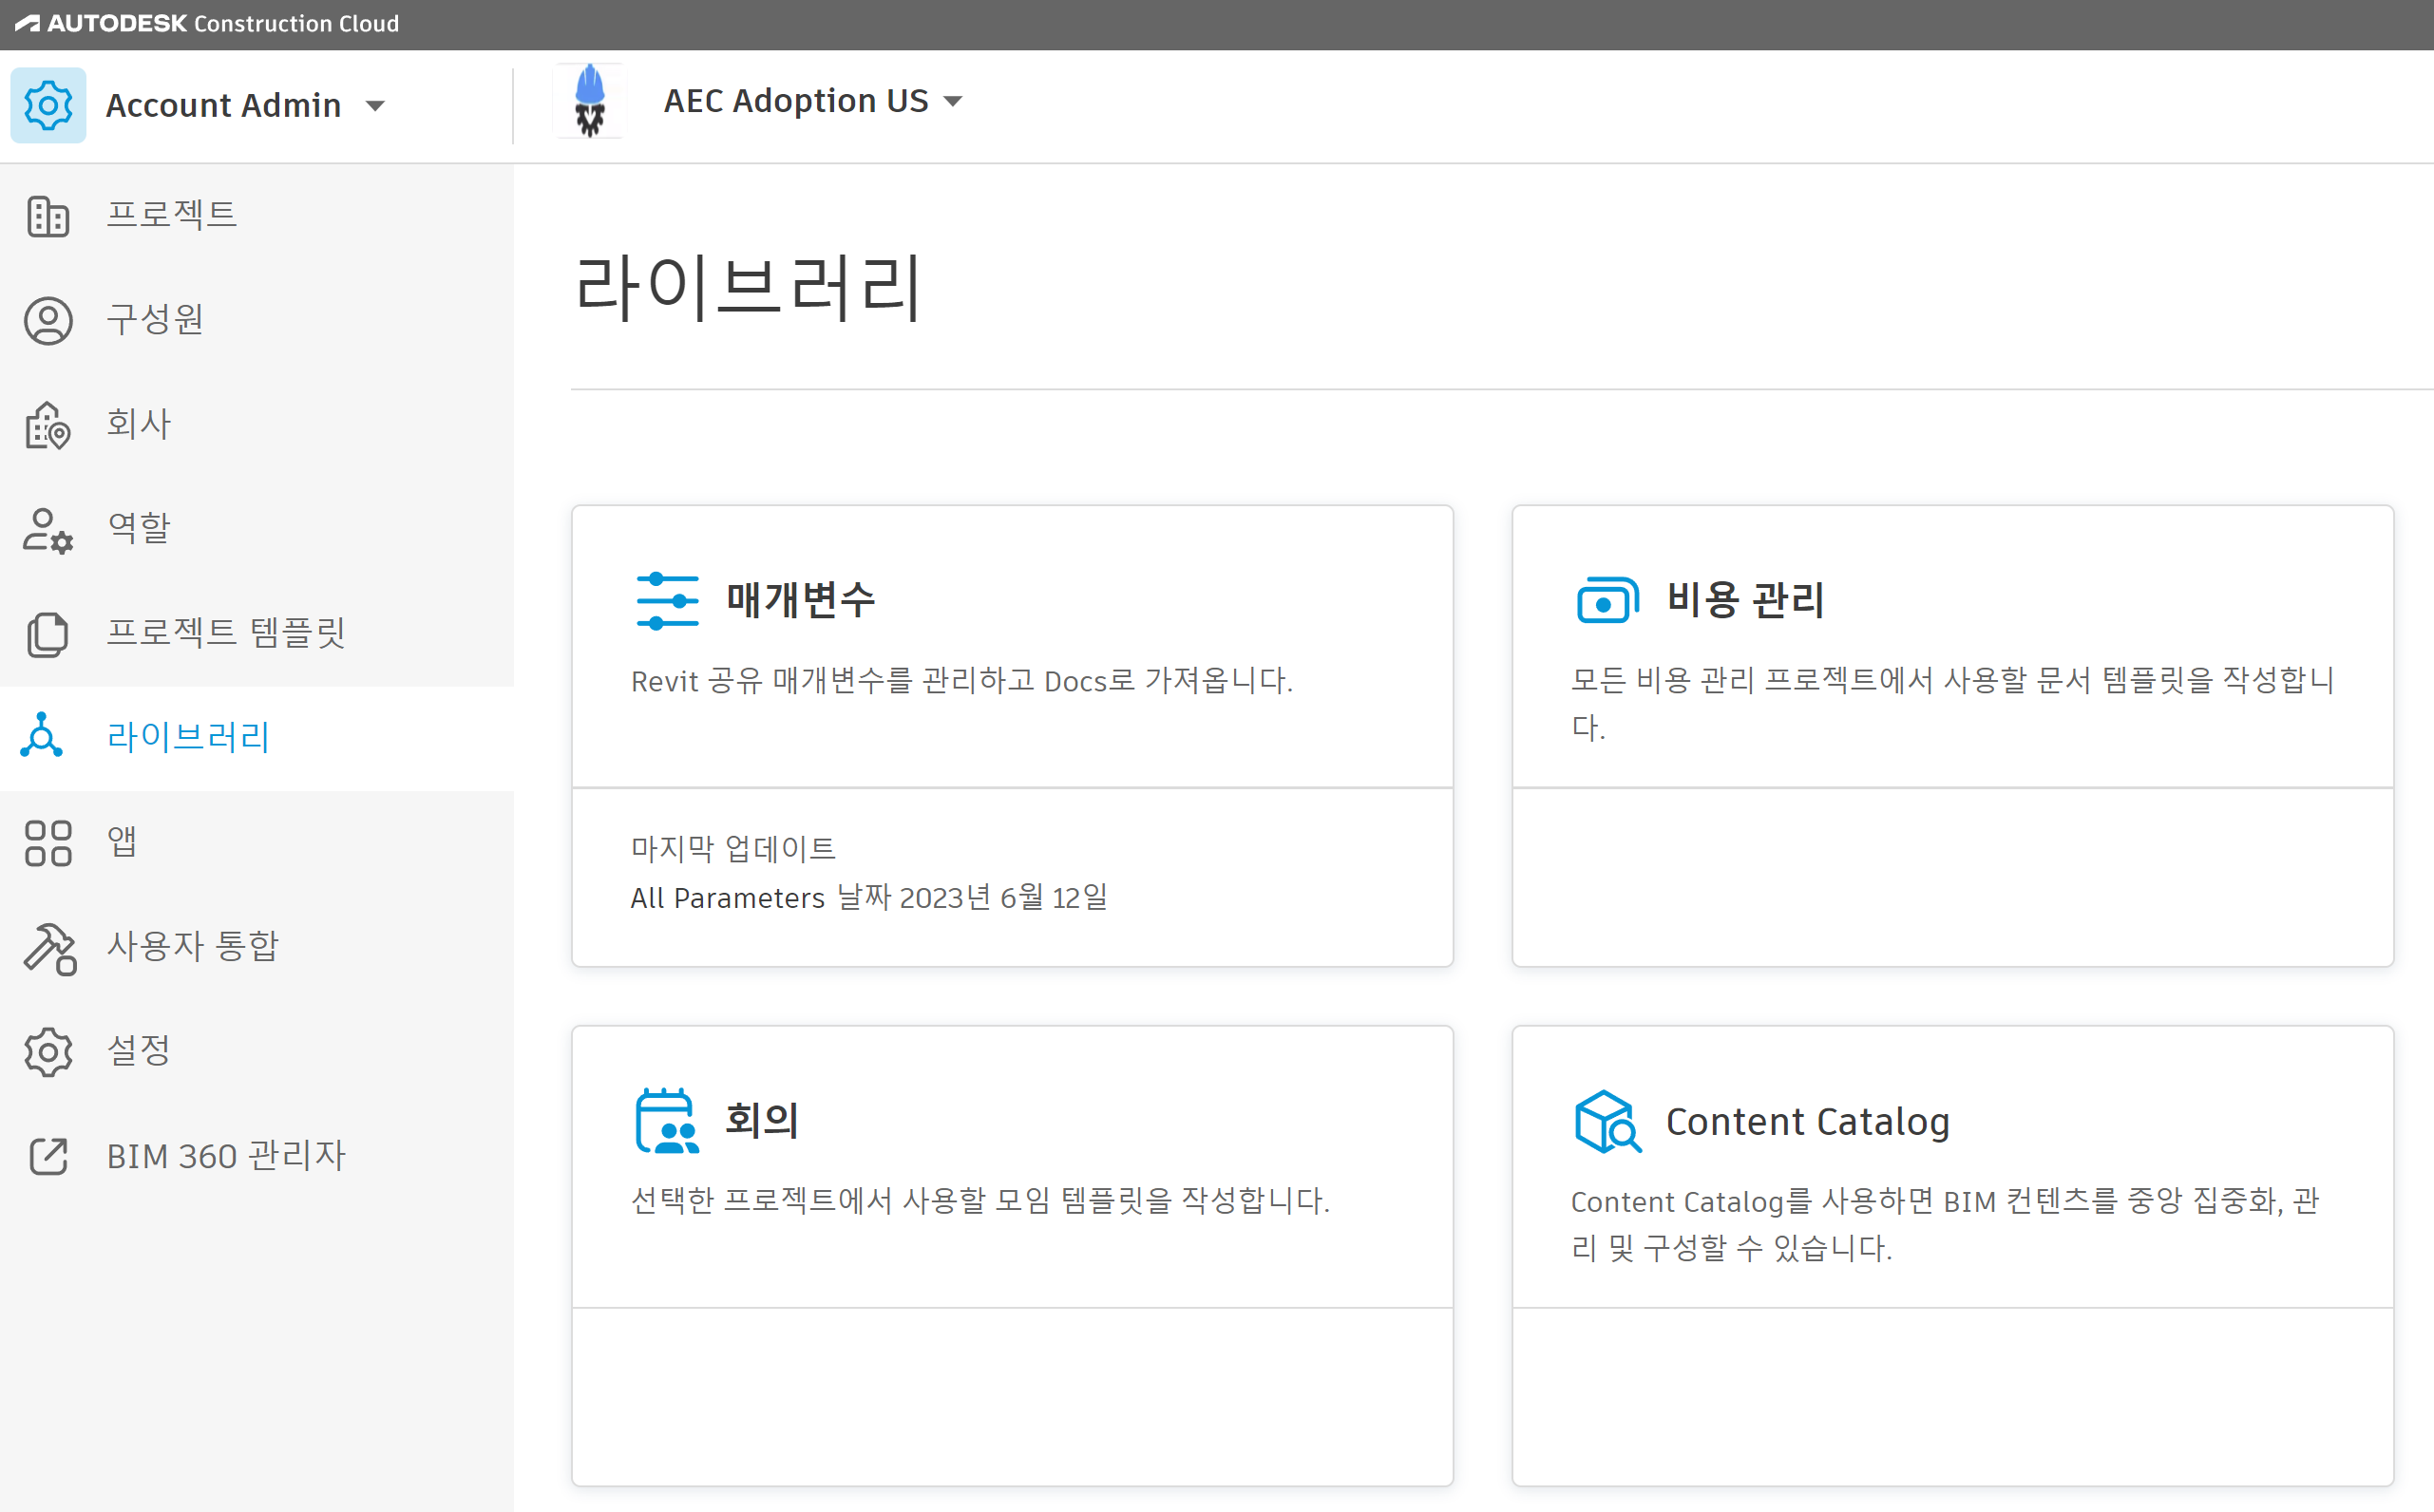 AUTODESK Construction Cloud
Account Admin
AEC Adoption US
프로젝트
구성원
회사
역할
프로젝트 템플릿
라이브러리
앱
사용자 통합
설정
BIM 360 관리자
라이브러리
매개변수
Revit 공유 매개변수를 관리하고 Docs로 가져옵니다.
마지막 업데이트
All Parameters 날짜 2023년 6월 12일
비용 관리
모든 비용 관리 프로젝트에서 사용할 문서 템플릿을 작성합니
다.
회의
선택한 프로젝트에서 사용할 모임 템플릿을 작성합니다.
Content Catalog
Content Catalog를 사용하면 BIM 컨텐츠를 중앙 집중화, 관
리 및 구성할 수 있습니다.